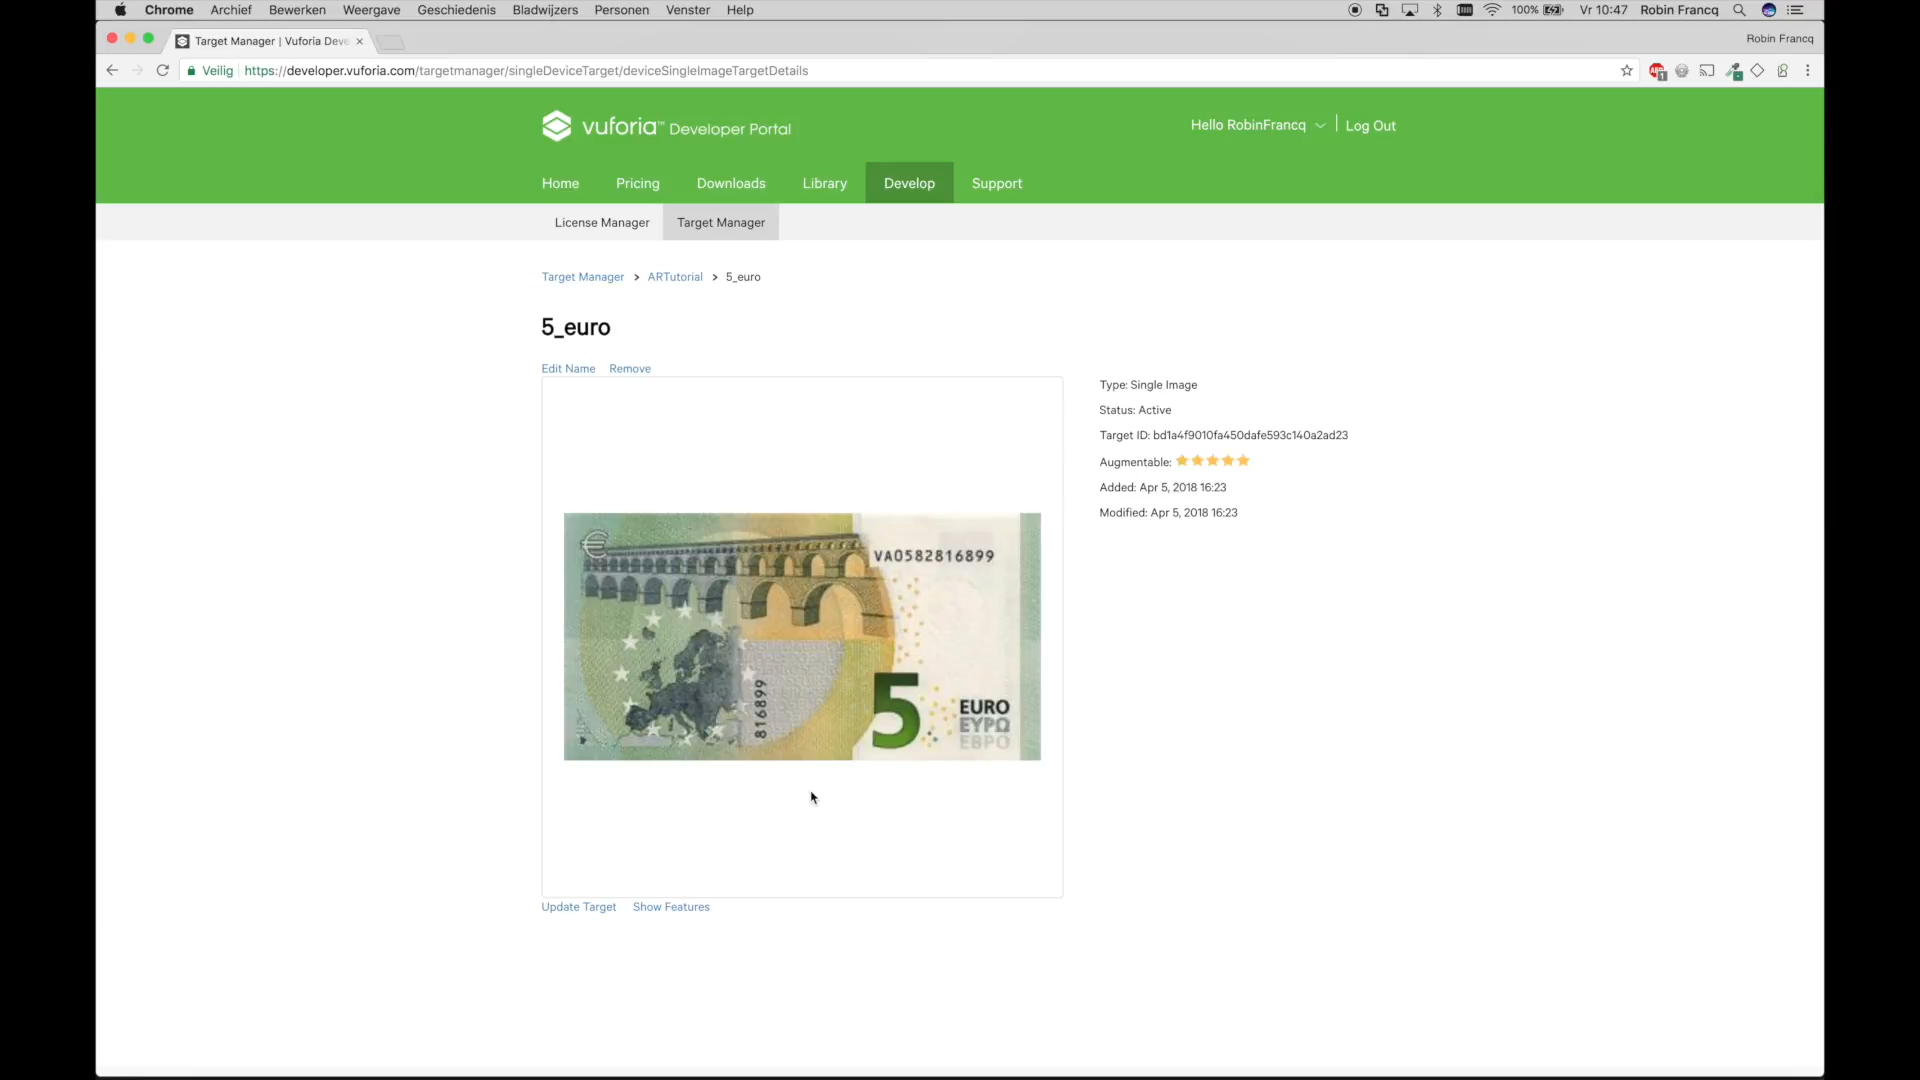 Chrome Archief Bewerken Weergave Geschiedenis Bladwijzers Personen Venster Help 100% Vr 10:47 Robin Francq
Target Manager | Vuforia Deve
Robin Francq
Veilig https://developer.vuforia.com/targetmanager/singleDeviceTarget/deviceSingleImageTargetDetails
vuforia™ Developer Portal
Hello RobinFrancq Log Out
Home Pricing Downloads Library Develop Support
License Manager Target Manager
Target Manager > ARTutorial > 5_euro
5_euro
Edit Name Remove
Type: Single Image
Status: Active
Target ID: bd1a4f9010fa450dafe593c140a2ad23
Augmentable:
Added: Apr 5, 2018 16:23
Modified: Apr 5, 2018 16:23
€
VA0582816899
816899
5
EURO
ΕΥΡΩ
ЕВРО
Update Target Show Features